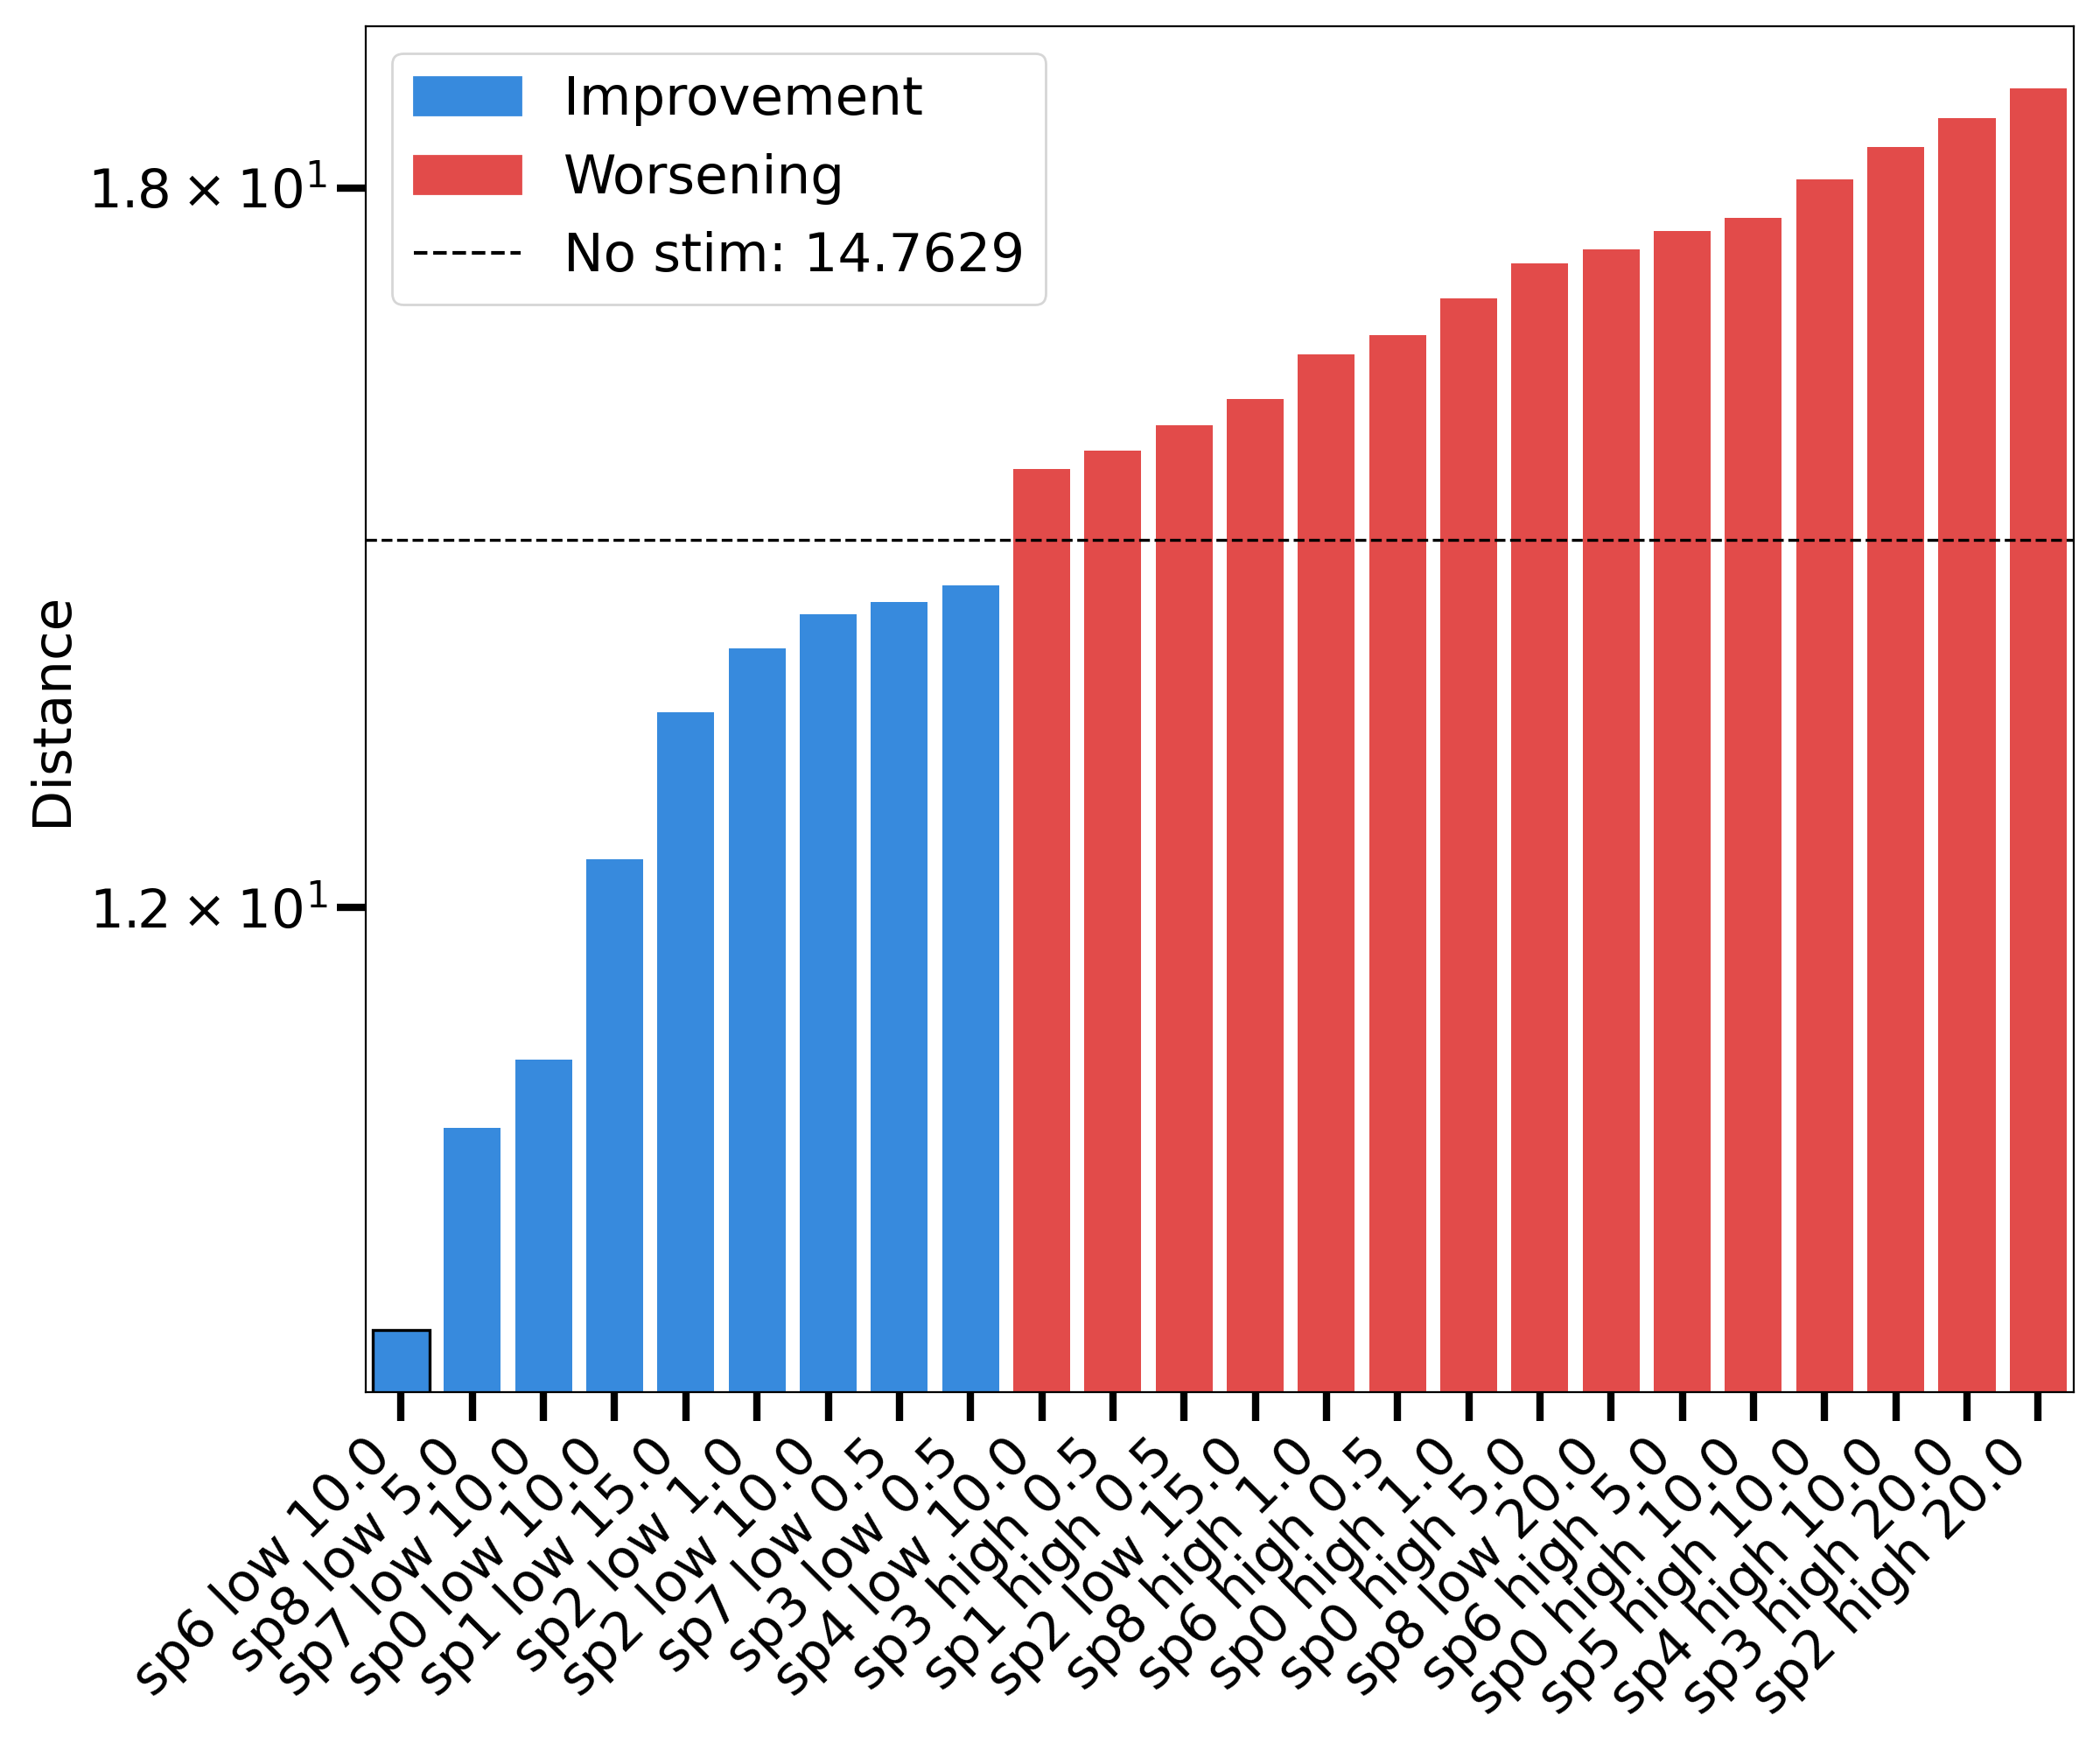 Improvement
Worsening
No stim: 14.7629
1.8 × 10¹
1.2 × 10¹
Distance
sp6 low 10.0
sp8 low 5.0
sp7 low 10.0
sp0 low 10.0
sp1 low 15.0
sp2 low 1.0
sp2 low 10.0
sp7 low 0.5
sp3 low 0.5
sp4 low 10.0
sp3 high 0.5
sp1 high 0.5
sp2 low 15.0
sp8 high 1.0
sp6 high 0.5
sp0 high 1.0
sp0 high 5.0
sp8 low 20.0
sp6 high 5.0
sp0 high 10.0
sp5 high 10.0
sp4 high 10.0
sp3 high 20.0
sp2 high 20.0